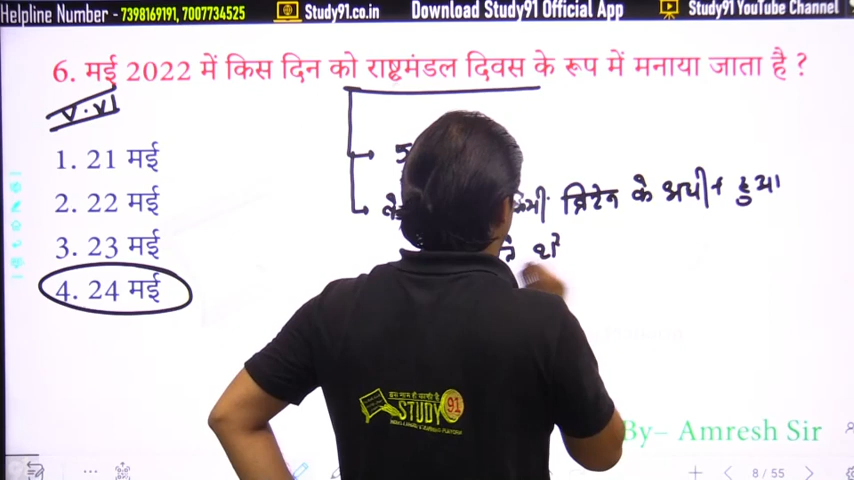 Helpline Number - 7398169191, 7007734525
Study91.co.in
Download Study91 Official App
Study91 YouTube Channel
6. मई 2022 में किस दिन को राष्ट्रमंडल दिवस के रूप में मनाया जाता है ?
V.VI
1. 21 मई
2. 22 मई
3. 23 मई
4. 24 मई
ब्रिटेन के अधीन हुआ
थे
STUDY 91
By– Amresh Sir
8 / 55